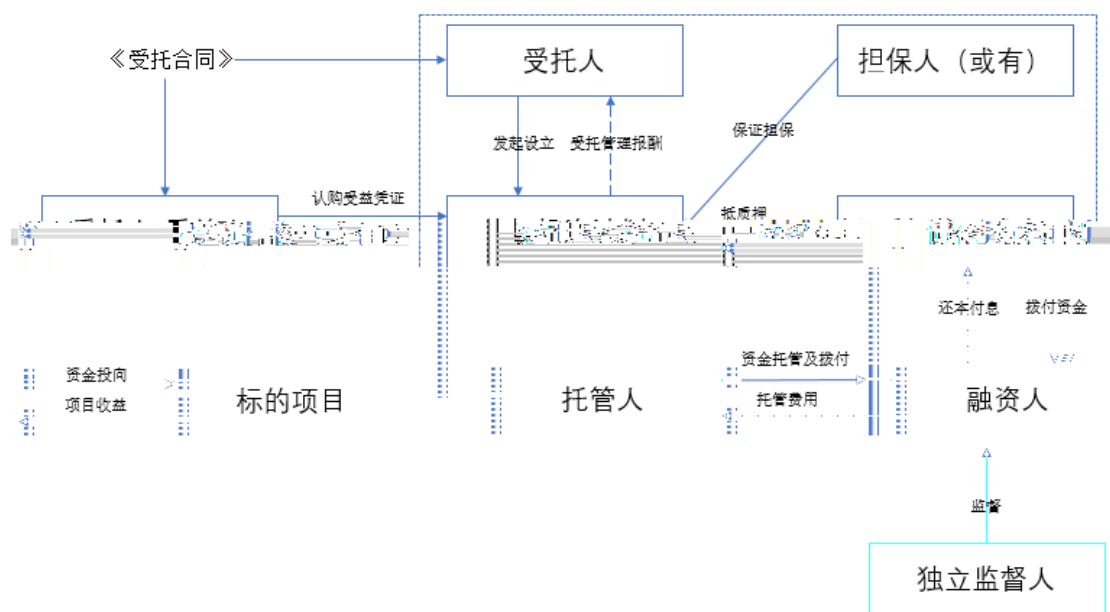 《受托合同》
受托人
担保人（或有）
发起设立
受托管理报酬
保证担保
认购受益凭证
抵质押
还本付息
拨付资金
资金投向
项目收益
标的项目
托管人
资金托管及拨付
托管费用
融资人
监督
独立监督人